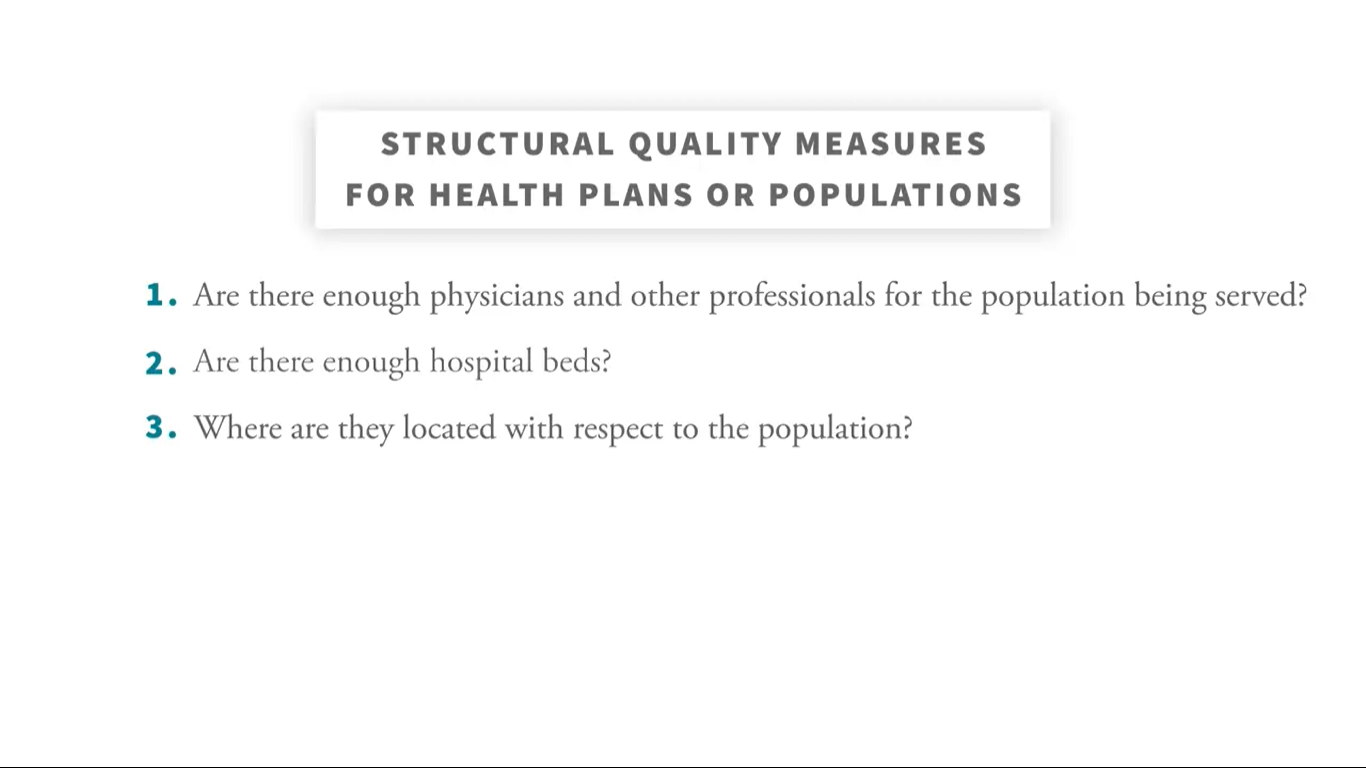 STRUCTURAL QUALITY MEASURES
FOR HEALTH PLANS OR POPULATIONS
1. Are there enough physicians and other professionals for the population being served?
2. Are there enough hospital beds?
3. Where are they located with respect to the population?